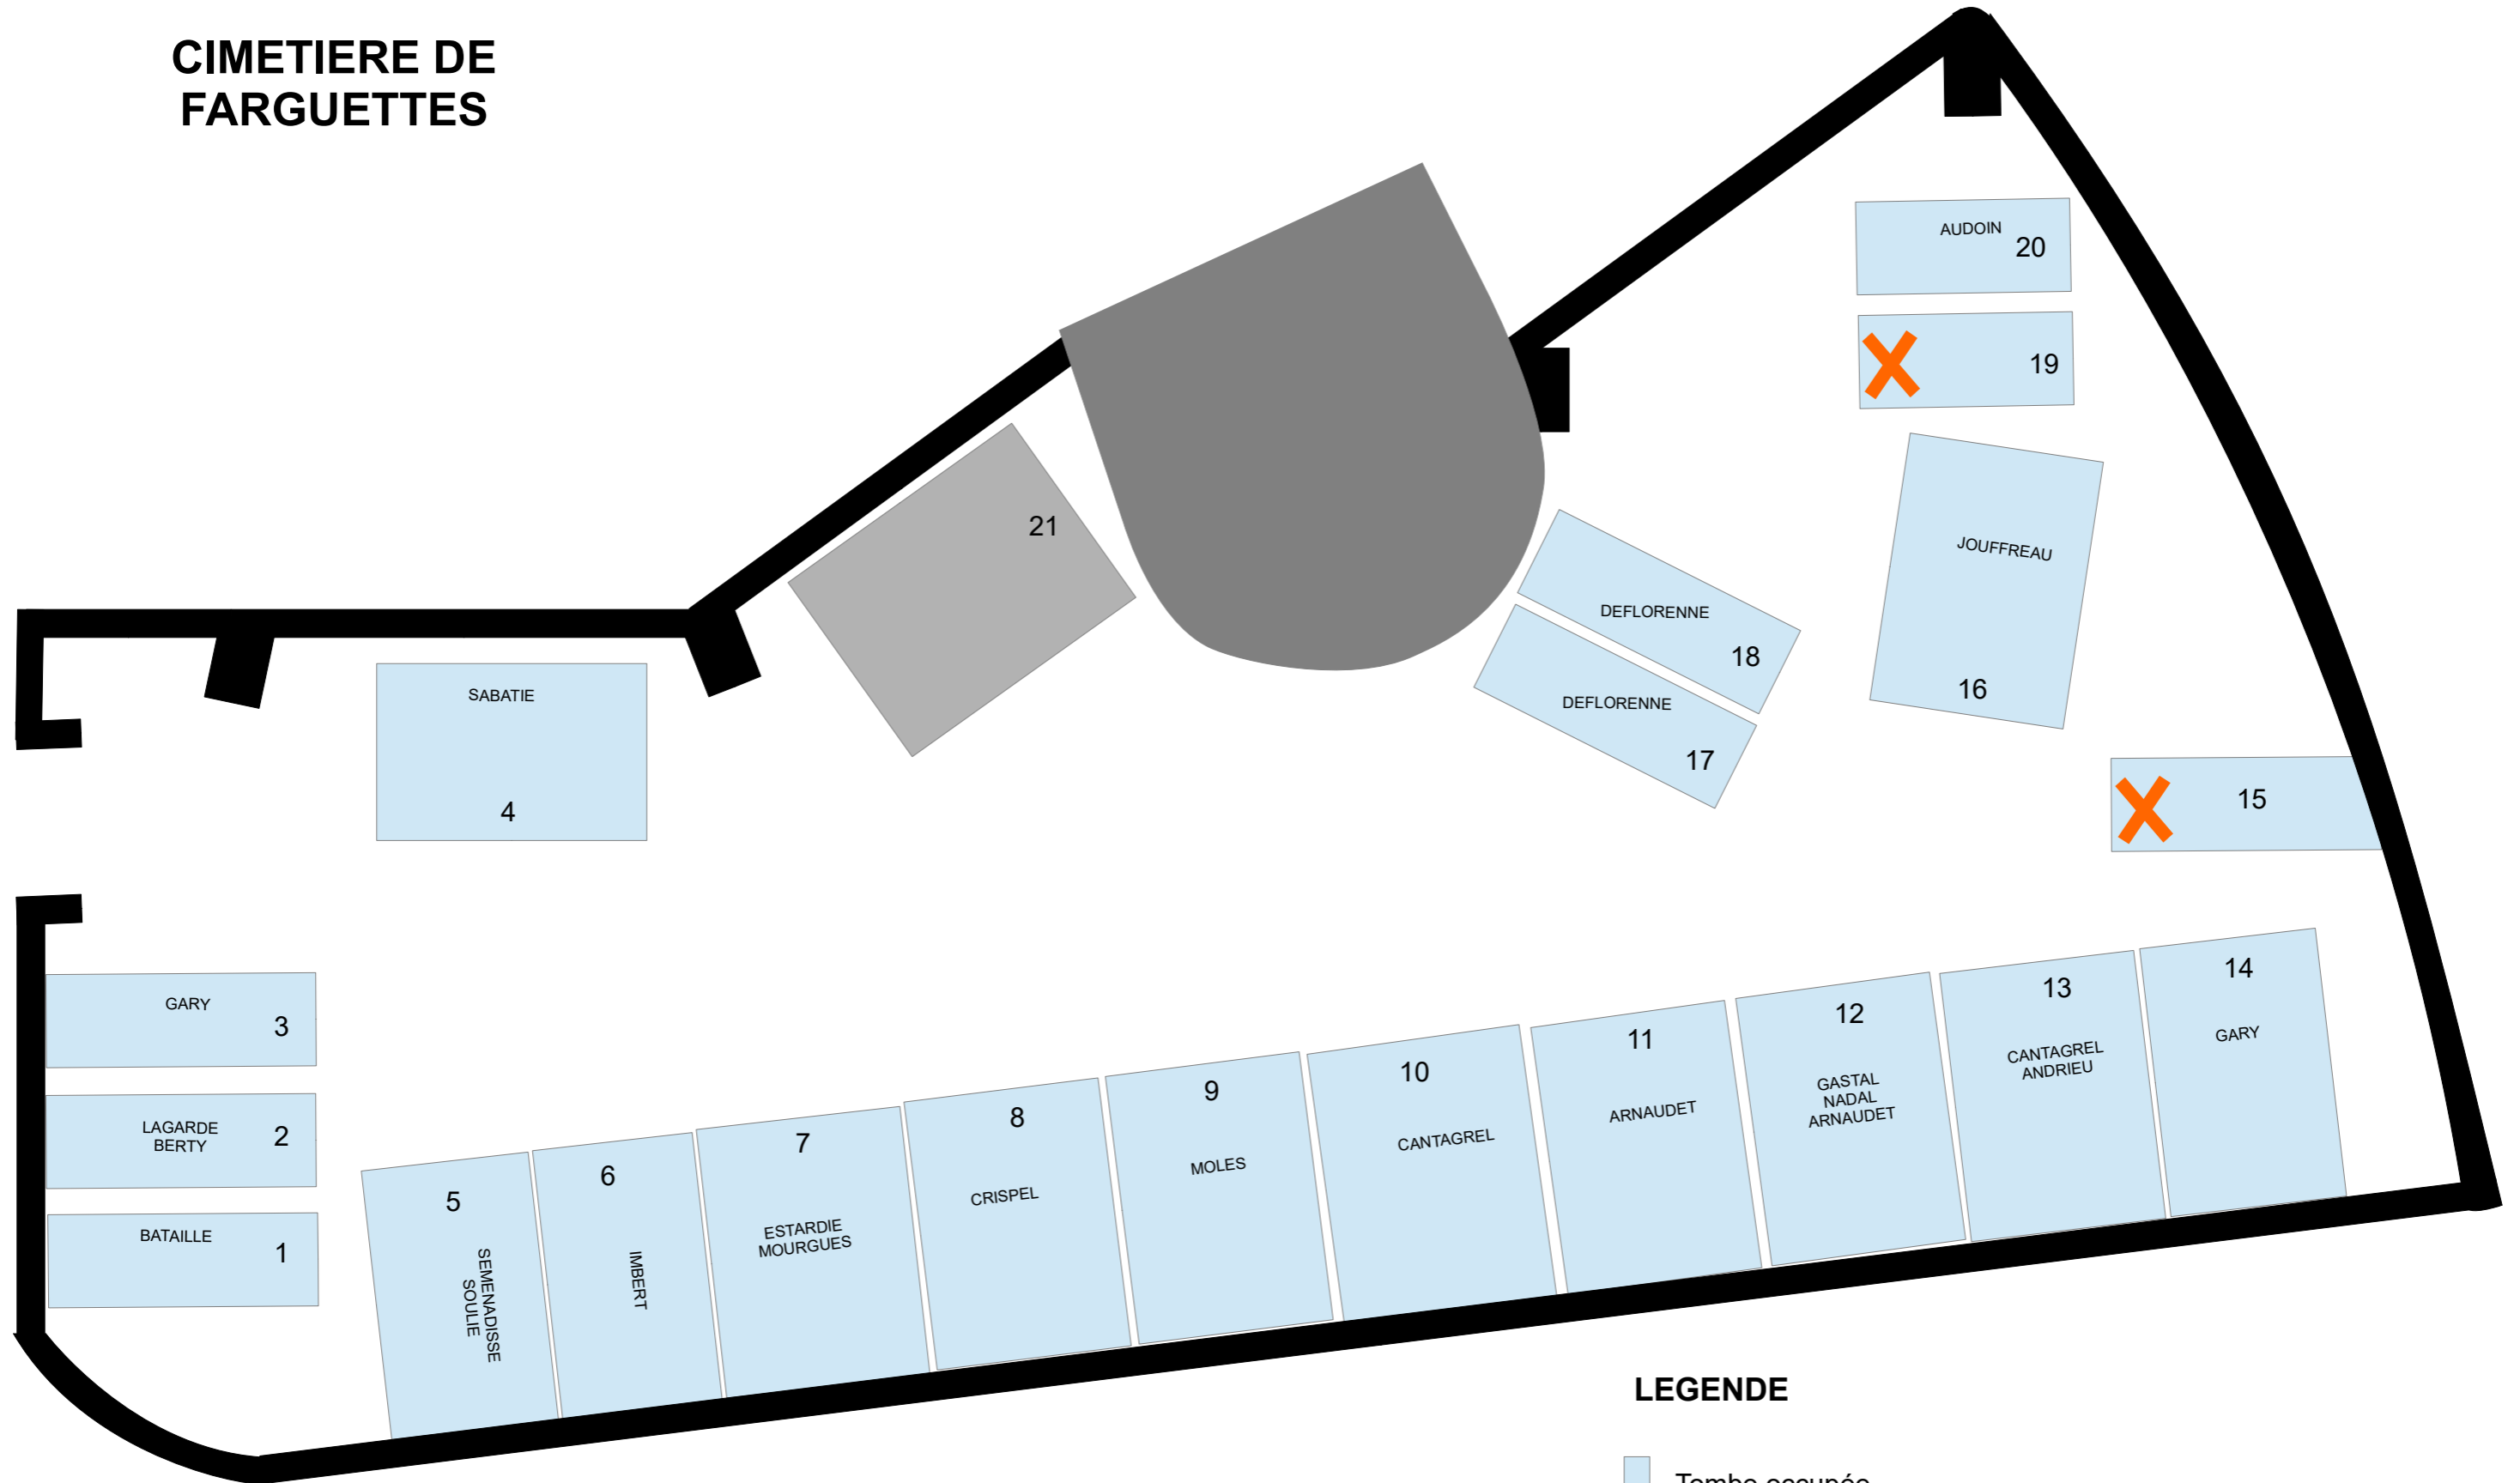 CIMETIERE DE
FARGUETTES
AUDOIN
20
19
21
JOUFFREAU
16
DEFLORENNE
18
DEFLORENNE
17
SABATIE
4
15
GARY
3
LAGARDE
BERTY
2
BATAILLE
1
5
SEMENADISSE
SOULIE
6
IMBERT
7
ESTARDIE
MOURGUES
8
CRISPEL
9
MOLES
10
CANTAGREL
11
ARNAUDET
12
GASTAL
NADAL
ARNAUDET
13
CANTAGREL
ANDRIEU
14
GARY
LEGENDE
Tombe occupée